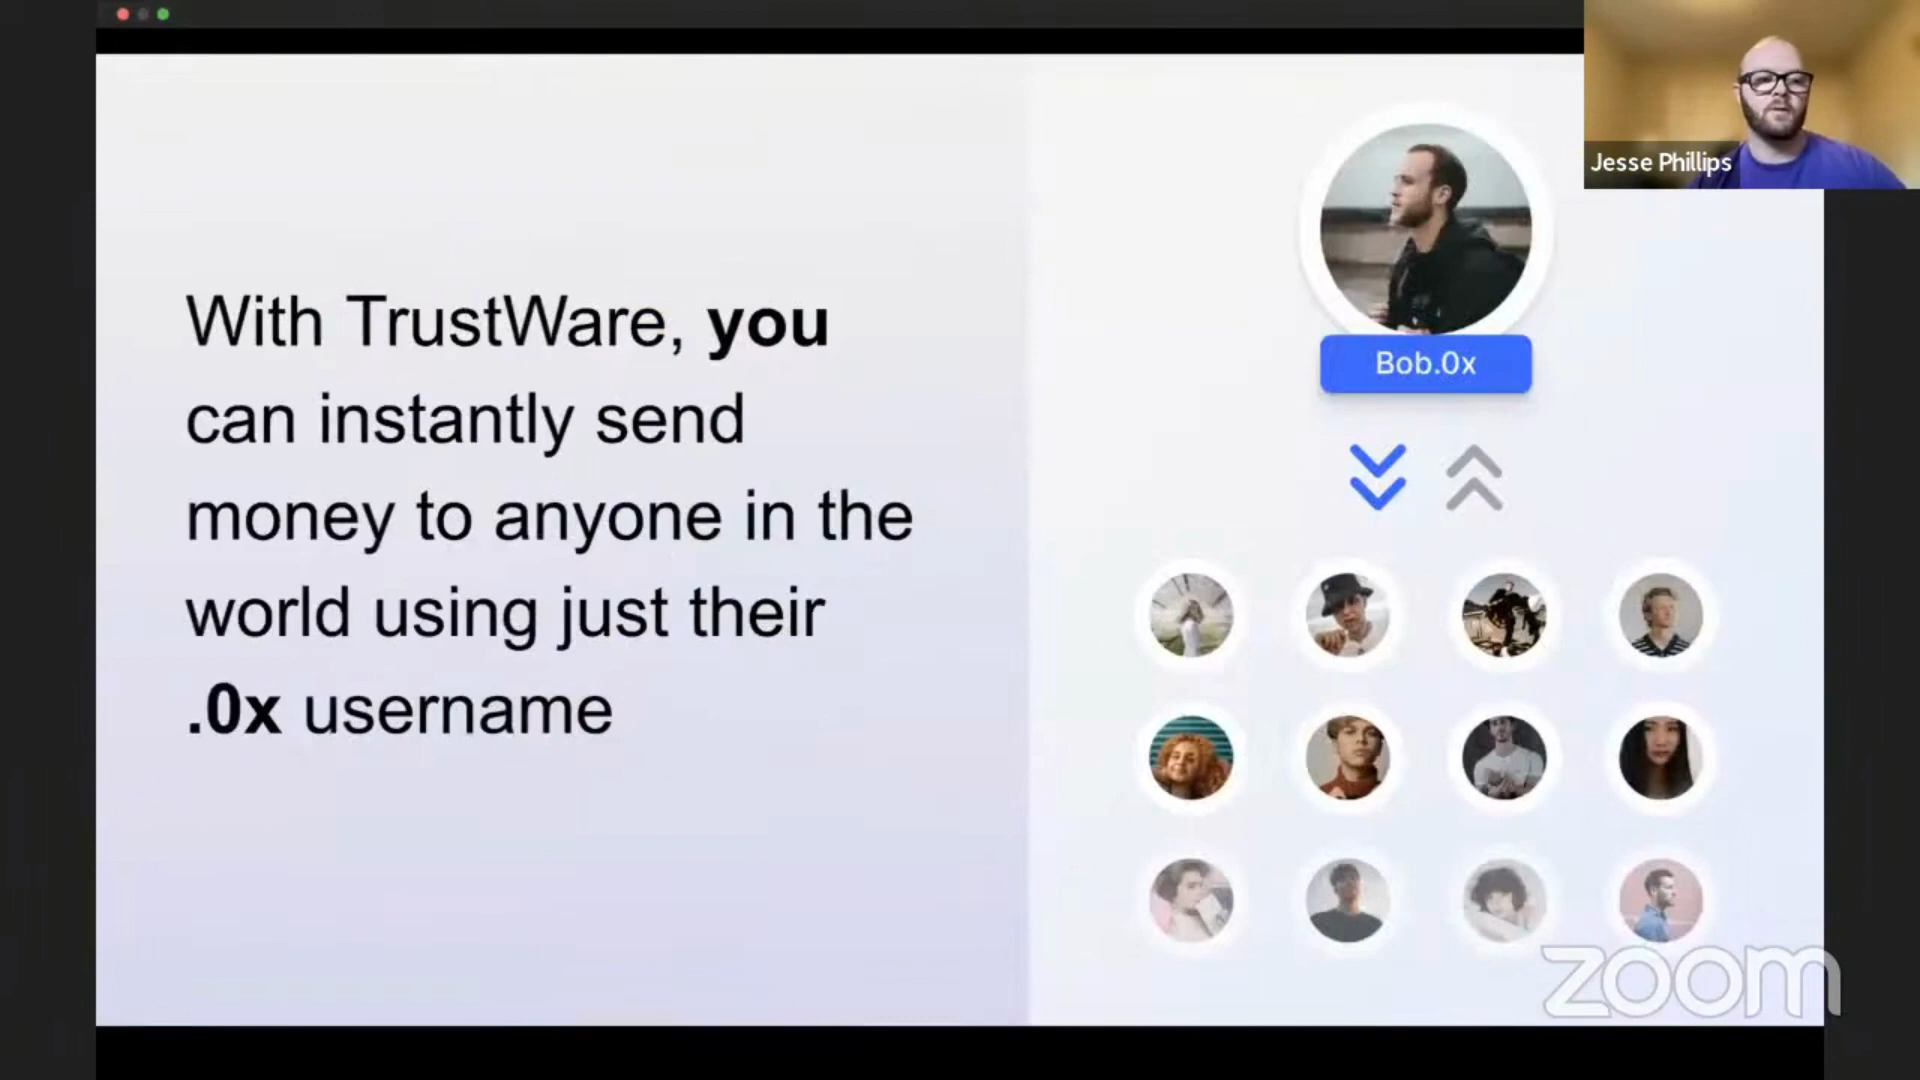 Jesse Phillips
With TrustWare, you
can instantly send
money to anyone in the
world using just their
.0x username
Bob.0x
zoom